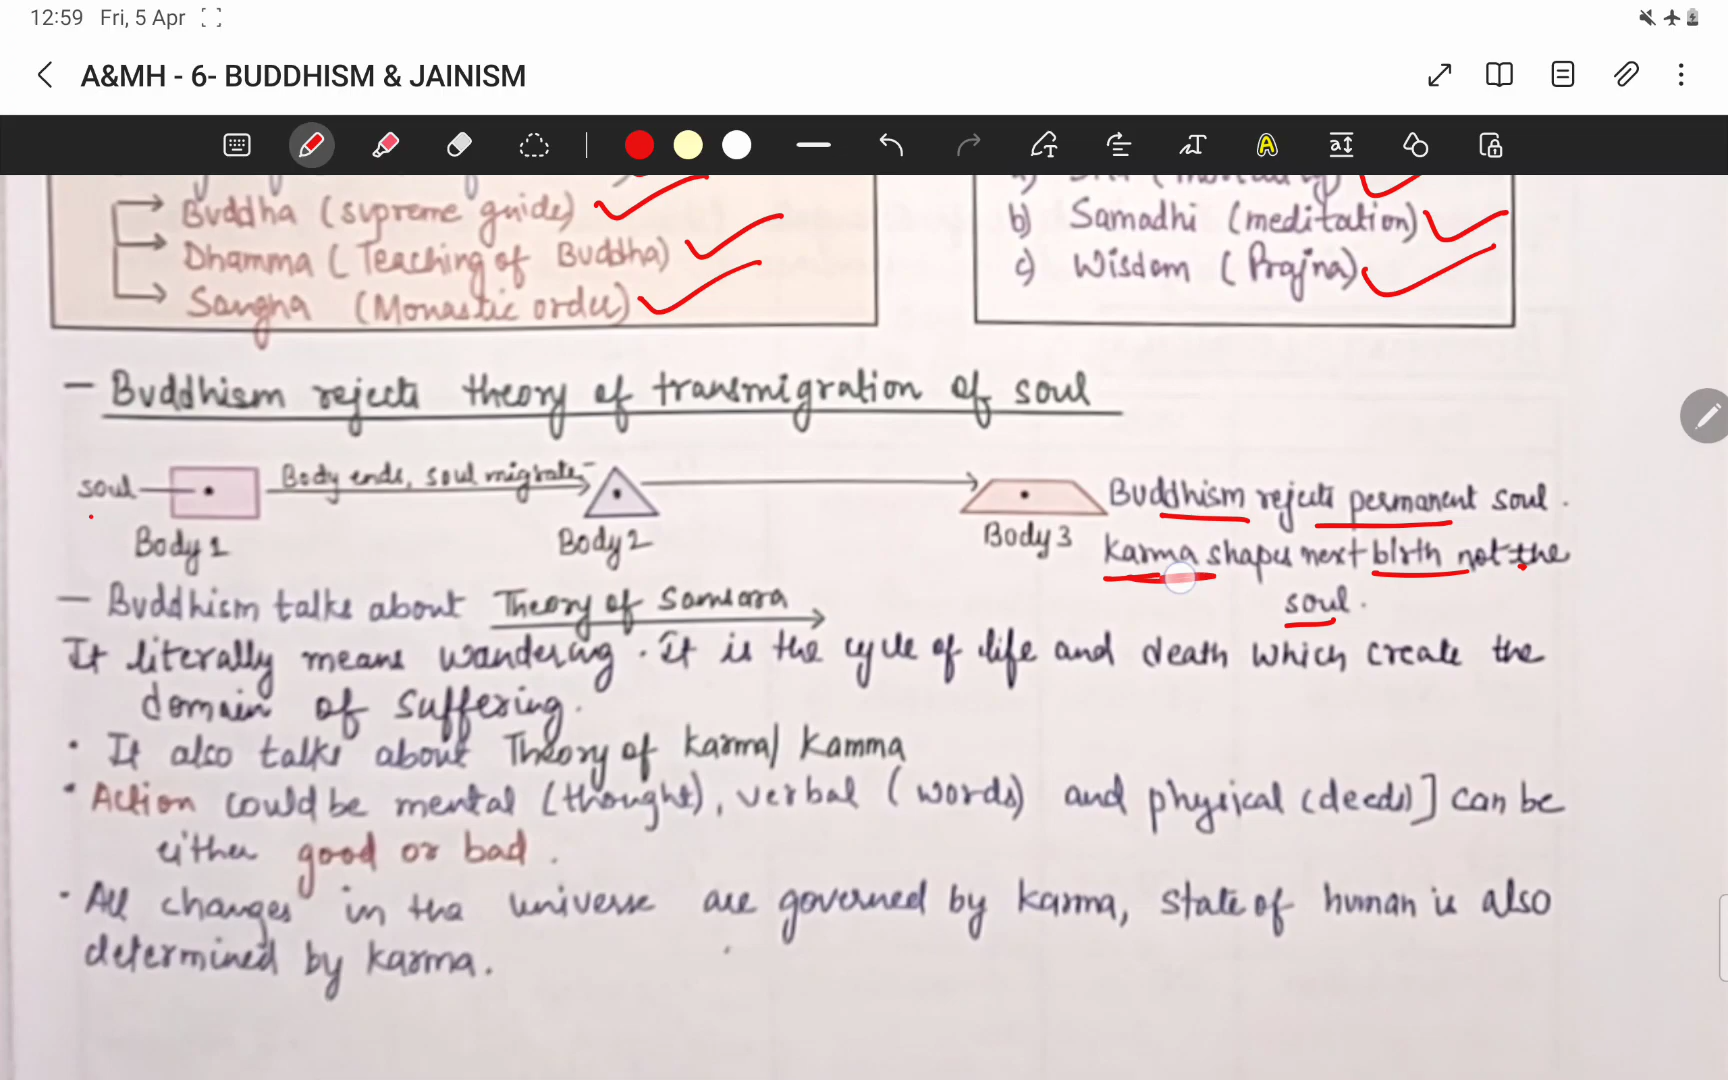 12:59 Fri, 5 Apr
A&MH - 6- BUDDHISM & JAINISM
Buddha (supreme guide)
Dhamma (Teaching of Buddha)
Sangha (Monastic order)
b) Samadhi (meditation)
c) Wisdom (Prajna)
— Buddhism rejects theory of transmigration of soul
soul
Body ends, soul migrate
Body 1
Body 2
Body 3
Buddhism rejects permanent soul.
Karma shapes next birth not the
soul.
— Buddhism talks about Theory of Samsara
It literally means wandering. It is the cycle of life and death which create the
domain of suffering.
• It also talks about Theory of Karma/ Kamma
• Action could be mental (thought), verbal (words) and physical (deeds)] can be
either good or bad.
• All changes in the universe are governed by karma, state of human is also
determined by karma.